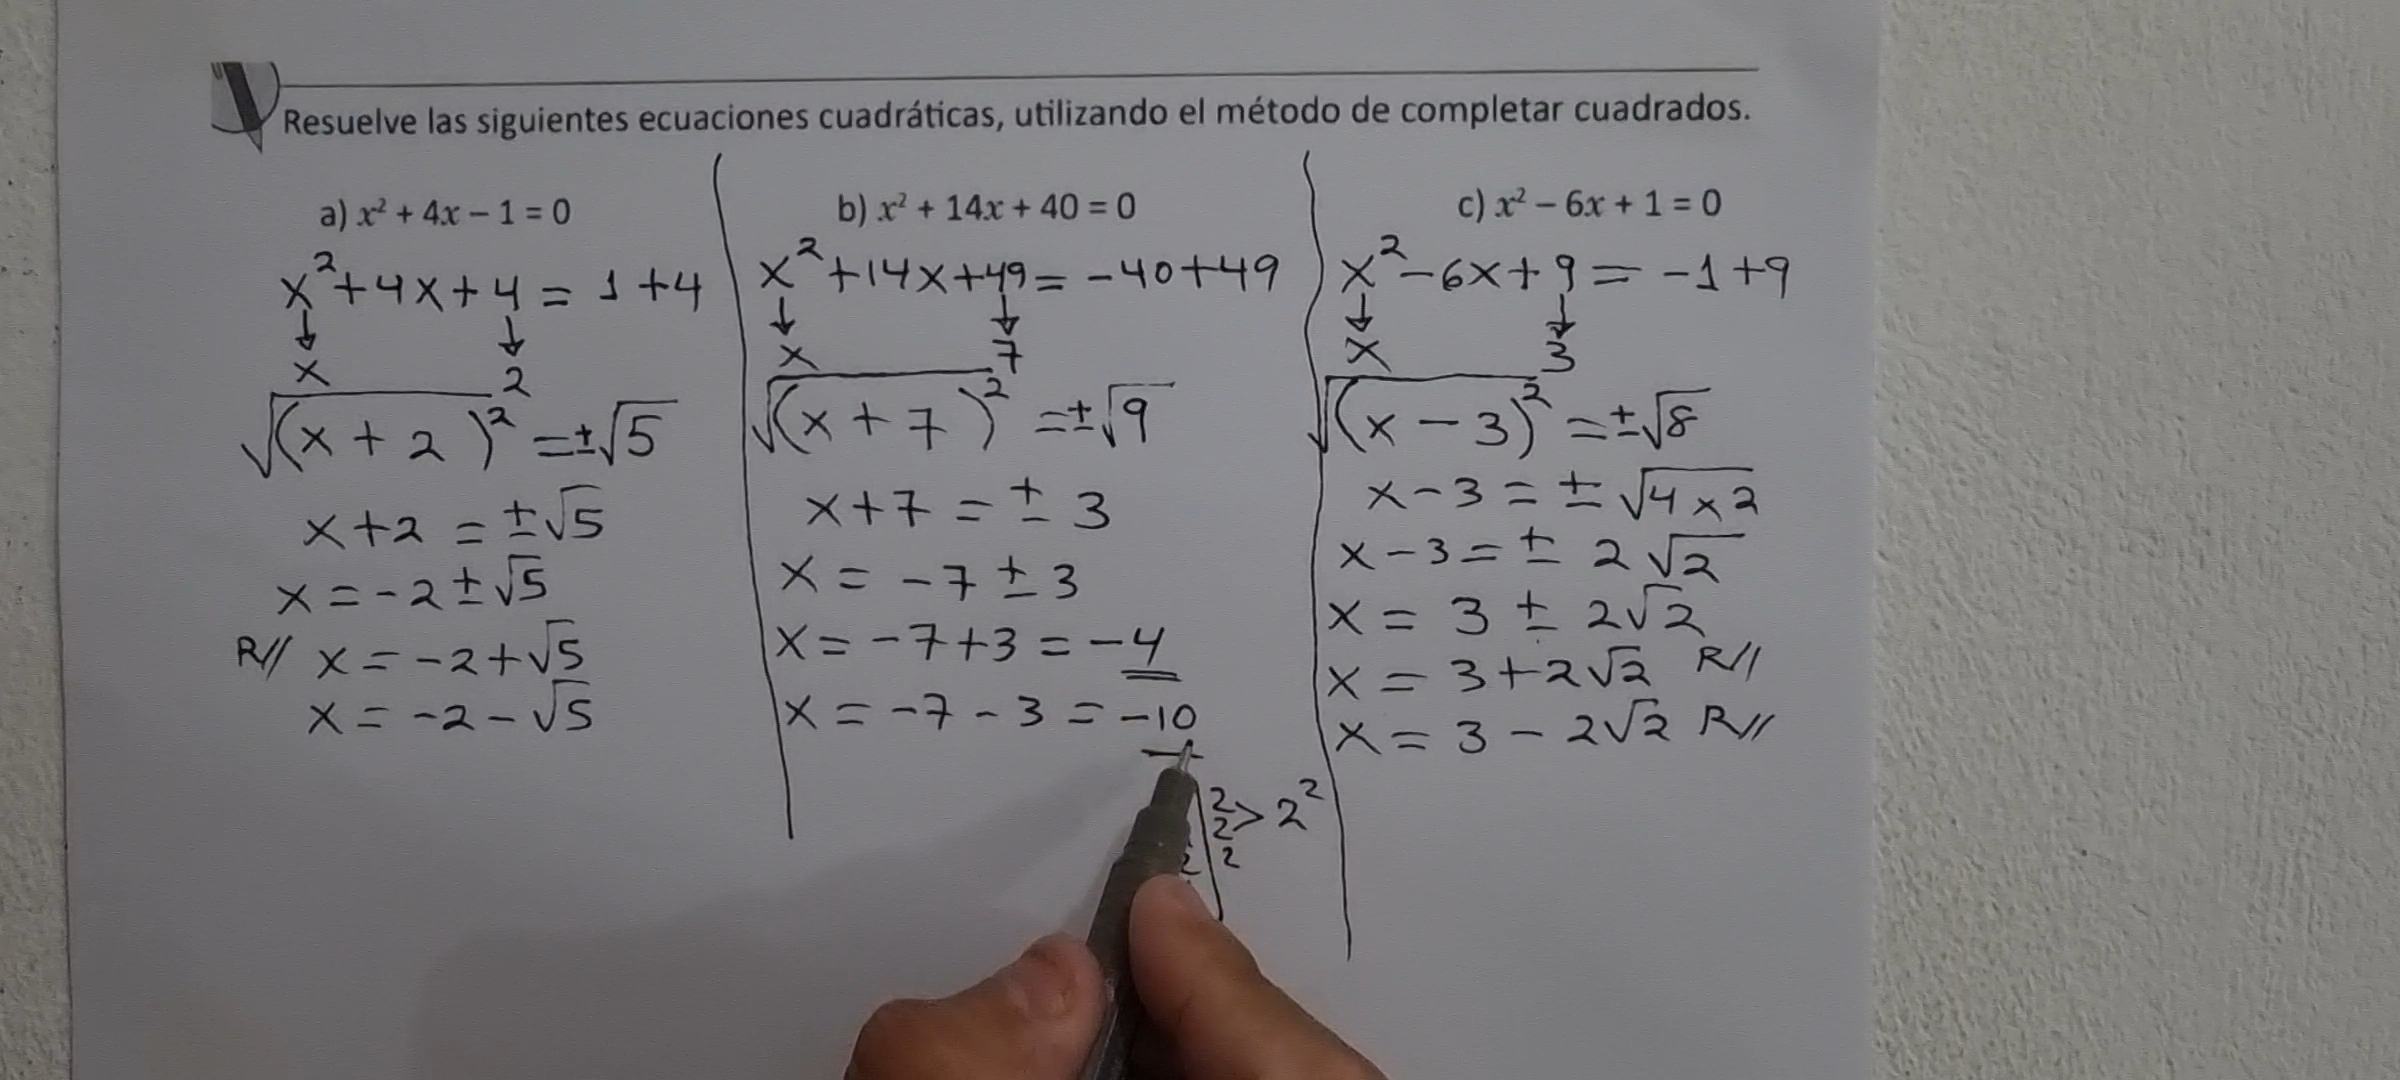 Resuelve las siguientes ecuaciones cuadráticas, utilizando el método de completar cuadrados.
a) x² + 4x – 1 = 0
x² + 4x + 4 = 1 + 4
x 2
√(x + 2)² = ±√5
x + 2 = ±√5
x = -2 ± √5
R// x = -2 + √5
x = -2 - √5
b) x² + 14x + 40 = 0
x² + 14x + 49 = -40 + 49
x 7
√(x + 7)² = ±√9
x + 7 = ± 3
x = -7 ± 3
x = -7 + 3 = -4
x = -7 - 3 = -10
2
2 > 2²
2 2
c) x² – 6x + 1 = 0
x² - 6x + 9 = -1 + 9
x 3
√(x - 3)² = ±√8
x - 3 = ± √4 x 2
x - 3 = ± 2√2
x = 3 ± 2√2
x = 3 + 2√2 R//
x = 3 - 2√2 R//